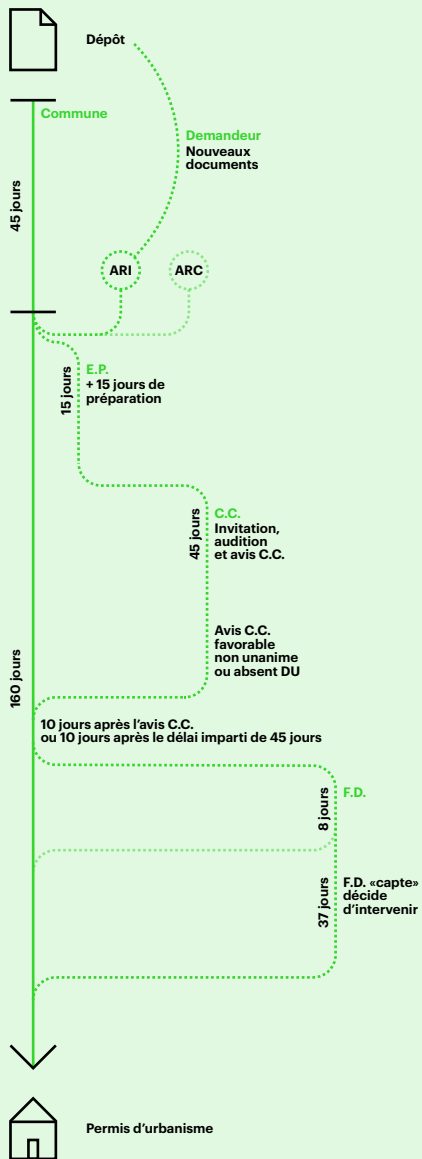 Dépôt
Commune
Demandeur
Nouveaux
documents
45 jours
ARI
ARC
E.P.
+ 15 jours de
préparation
15 jours
C.C.
Invitation,
audition
et avis C.C.
45 jours
Avis C.C.
favorable
non unanime
ou absent DU
160 jours
10 jours après l’avis C.C.
ou 10 jours après le délai imparti de 45 jours
F.D.
8 jours
F.D. «capte»
décide
d’intervenir
37 jours
Permis d’urbanisme